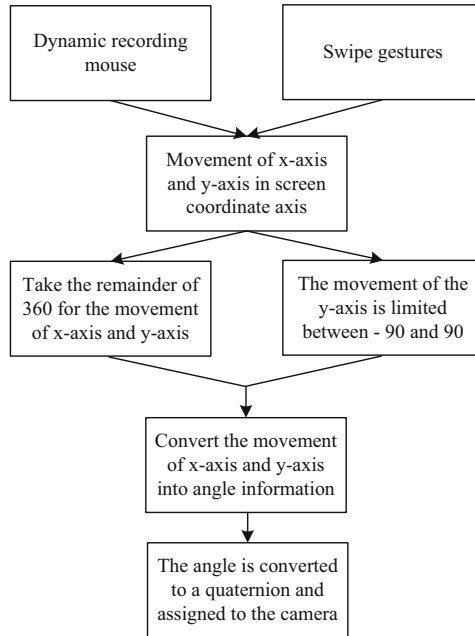 Dynamic recording
mouse
Swipe gestures
Movement of x-axis
and y-axis in screen
coordinate axis
Take the remainder of
360 for the movement
of x-axis and y-axis
The movement of the
y-axis is limited
between - 90 and 90
Convert the movement
of x-axis and y-axis
into angle information
The angle is converted
to a quaternion and
assigned to the camera